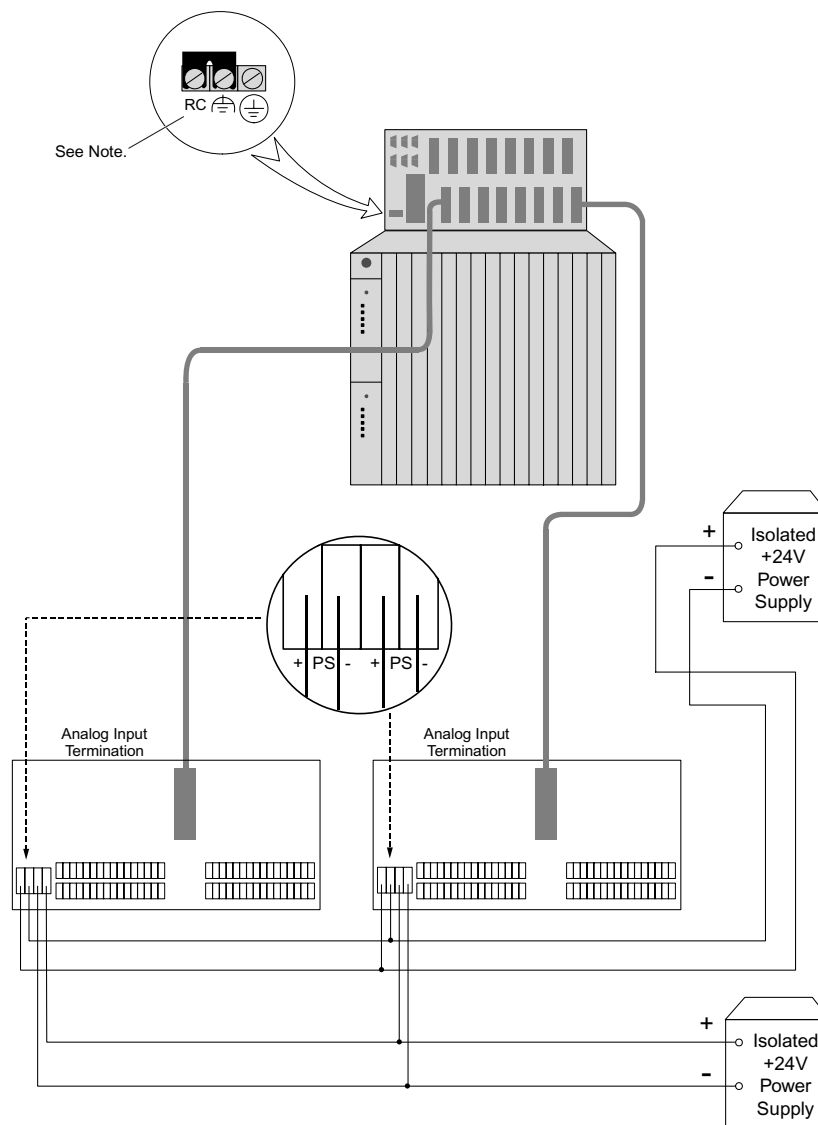 RC
See Note.
+
Isolated
+24V
-
Power
Supply
+ PS - + PS -
Analog Input
Termination
Analog Input
Termination
+
Isolated
+24V
-
Power
Supply